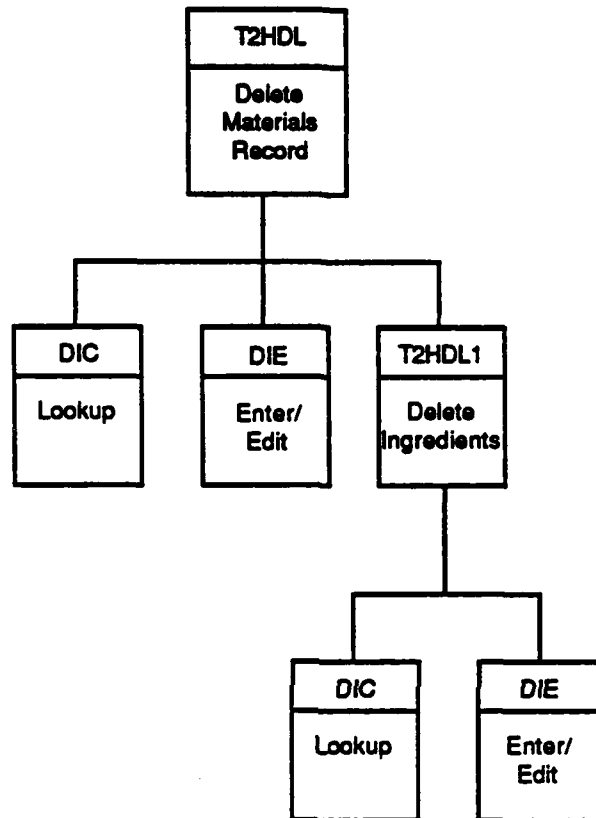 T2HDL
Delete
Materials
Record
DIC
Lookup
DIE
Enter/
Edit
T2HDL1
Delete
Ingredients
DIC
Lookup
DIE
Enter/
Edit